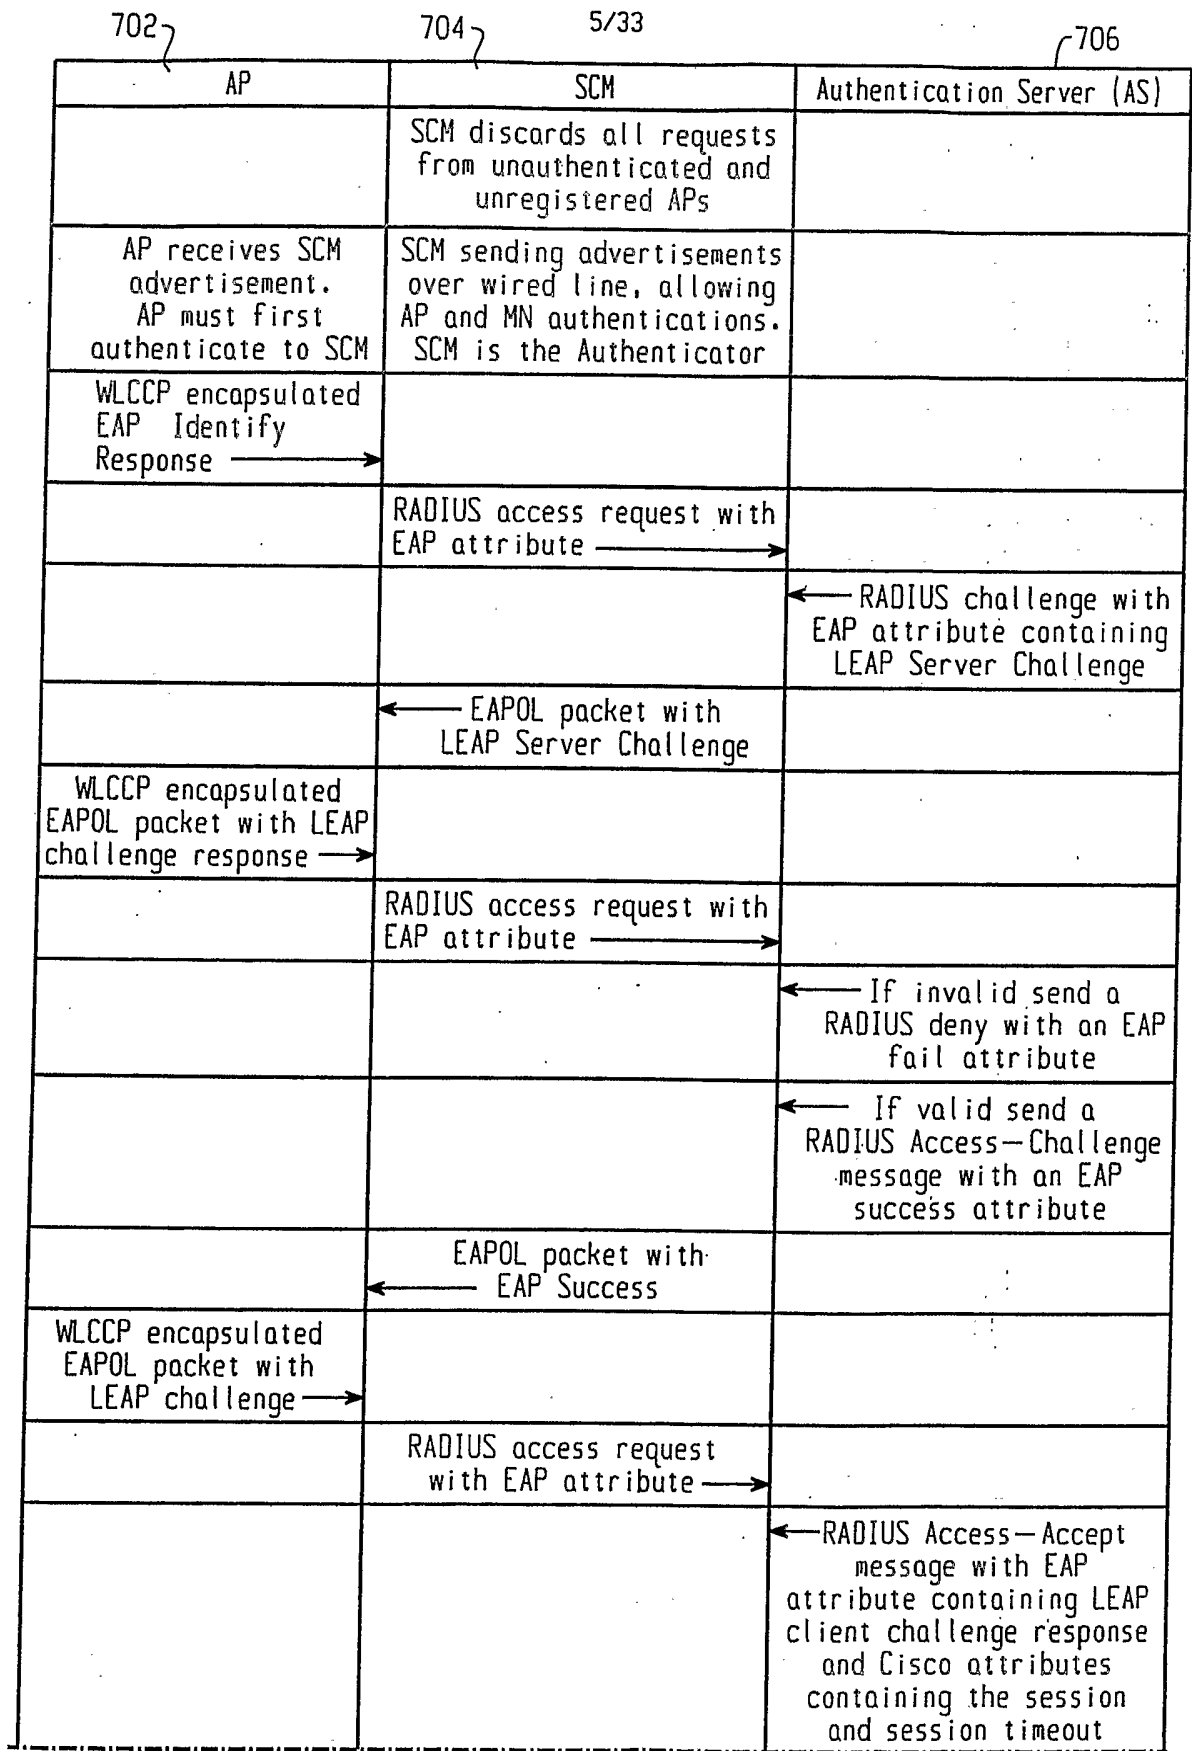 702
704
5/33
706
AP
SCM
Authentication Server (AS)
SCM discards all requests
from unauthenticated and
unregistered APs
AP receives SCM
advertisement.
AP must first
authenticate to SCM
SCM sending advertisements
over wired line, allowing
AP and MN authentications.
SCM is the Authenticator
WLCCP encapsulated
EAP Identify
Response
RADIUS access request with
EAP attribute
RADIUS challenge with
EAP attribute containing
LEAP Server Challenge
EAPOL packet with
LEAP Server Challenge
WLCCP encapsulated
EAPOL packet with LEAP
challenge response
RADIUS access request with
EAP attribute
If invalid send a
RADIUS deny with an EAP
fail attribute
If valid send a
RADIUS Access-Challenge
message with an EAP
success attribute
EAPOL packet with
EAP Success
WLCCP encapsulated
EAPOL packet with
LEAP challenge
RADIUS access request
with EAP attribute
RADIUS Access-Accept
message with EAP
attribute containing LEAP
client challenge response
and Cisco attributes
containing the session
and session timeout